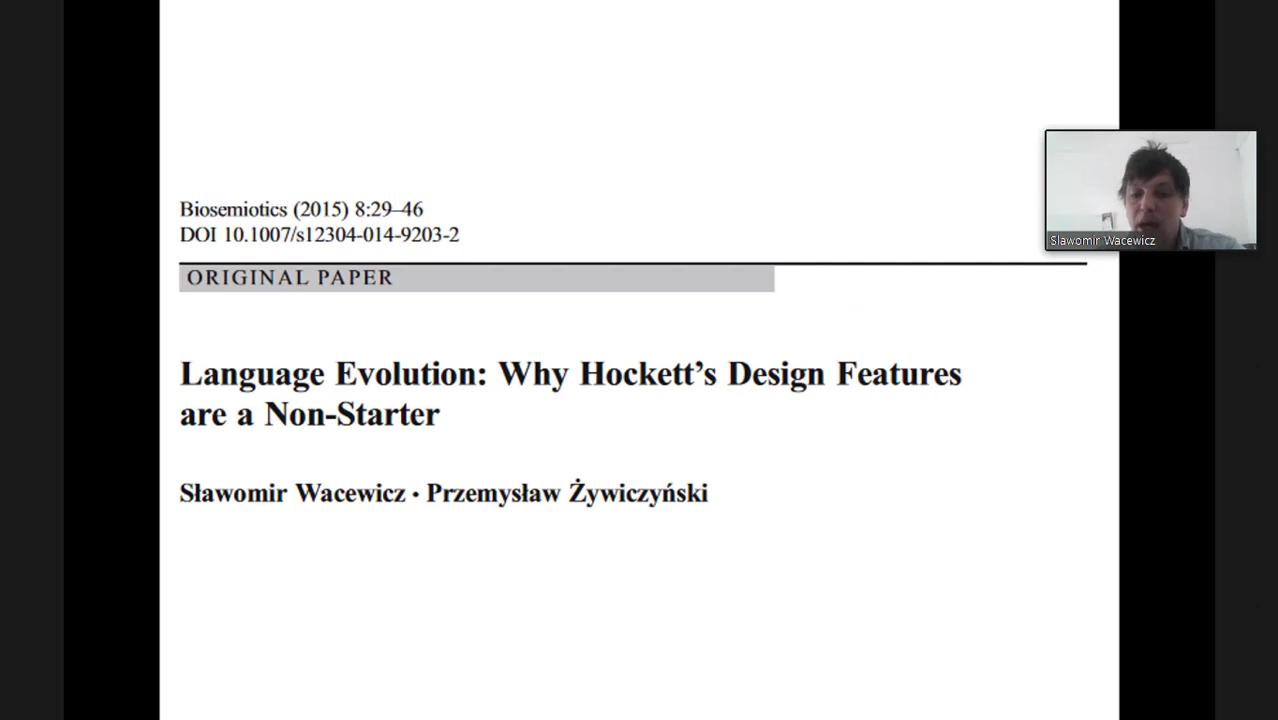 Biosemiotics (2015) 8:29–46
DOI 10.1007/s12304-014-9203-2
ORIGINAL PAPER
Language Evolution: Why Hockett’s Design Features
are a Non-Starter
Sławomir Wacewicz · Przemysław Żywiczyński
Slawomir Wacewicz